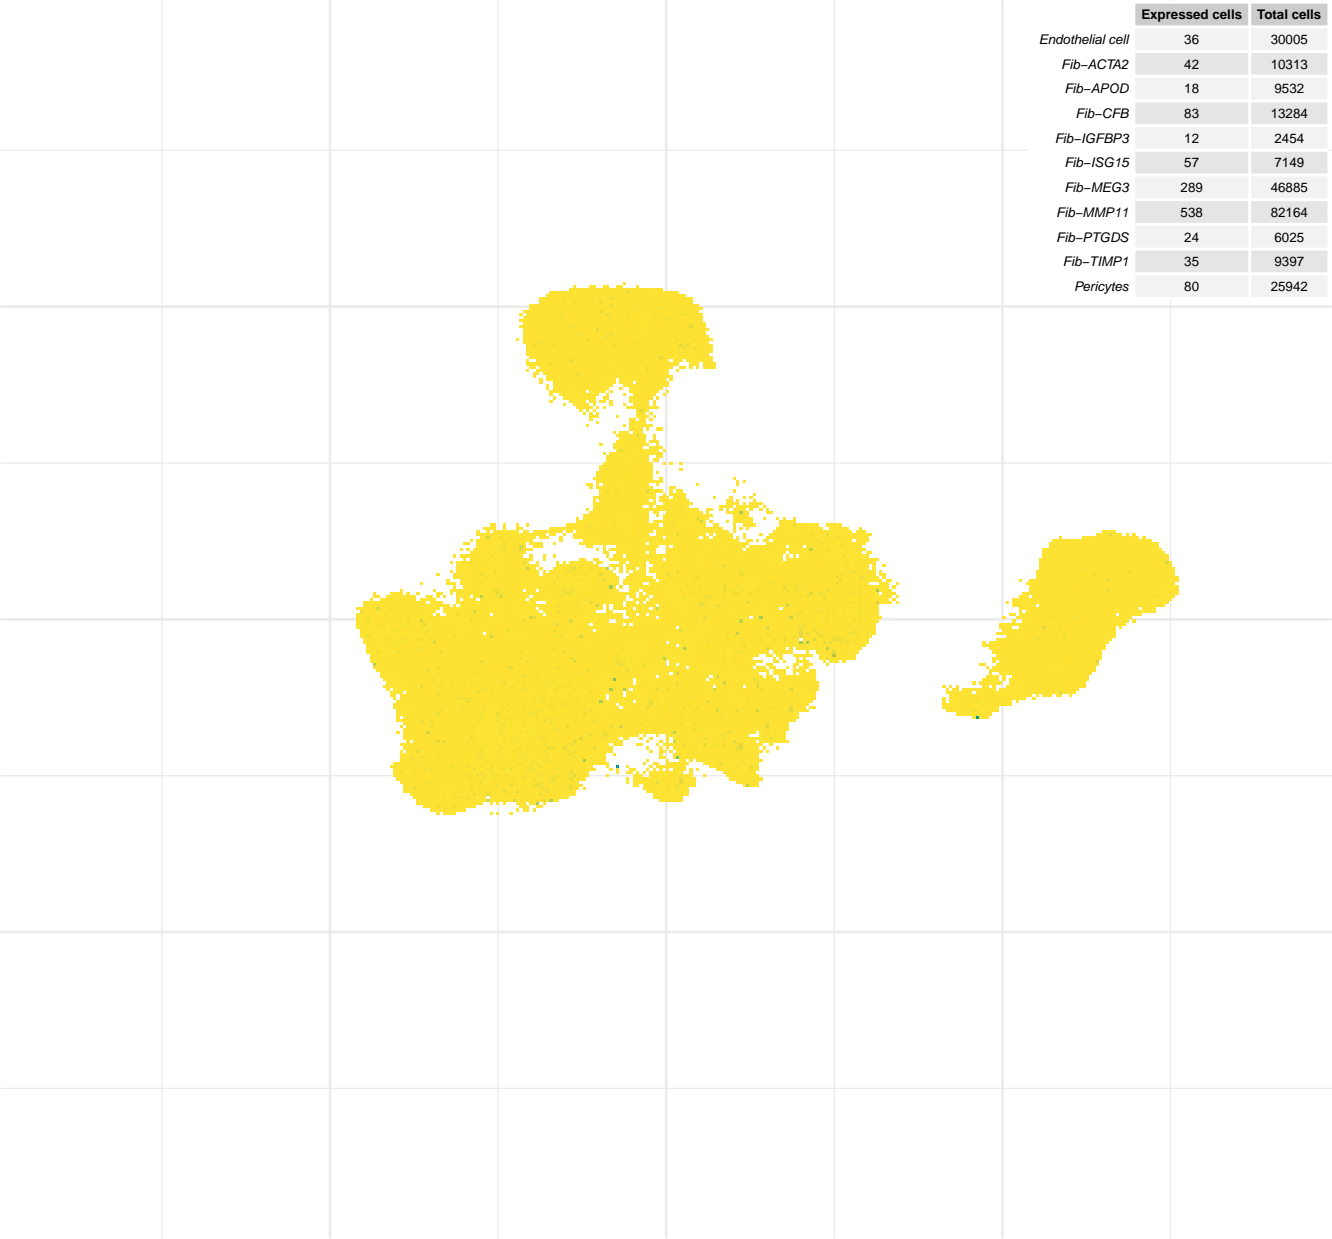 Expressed cells Total cells
Endothelial cell 36 30005
Fib−ACTA2 42 10313
Fib−APOD 18 9532
Fib−CFB 83 13284
Fib−IGFBP3 12 2454
Fib−ISG15 57 7149
Fib−MEG3 289 46885
Fib−MMP11 538 82164
Fib−PTGDS 24 6025
Fib−TIMP1 35 9397
Pericytes 80 25942